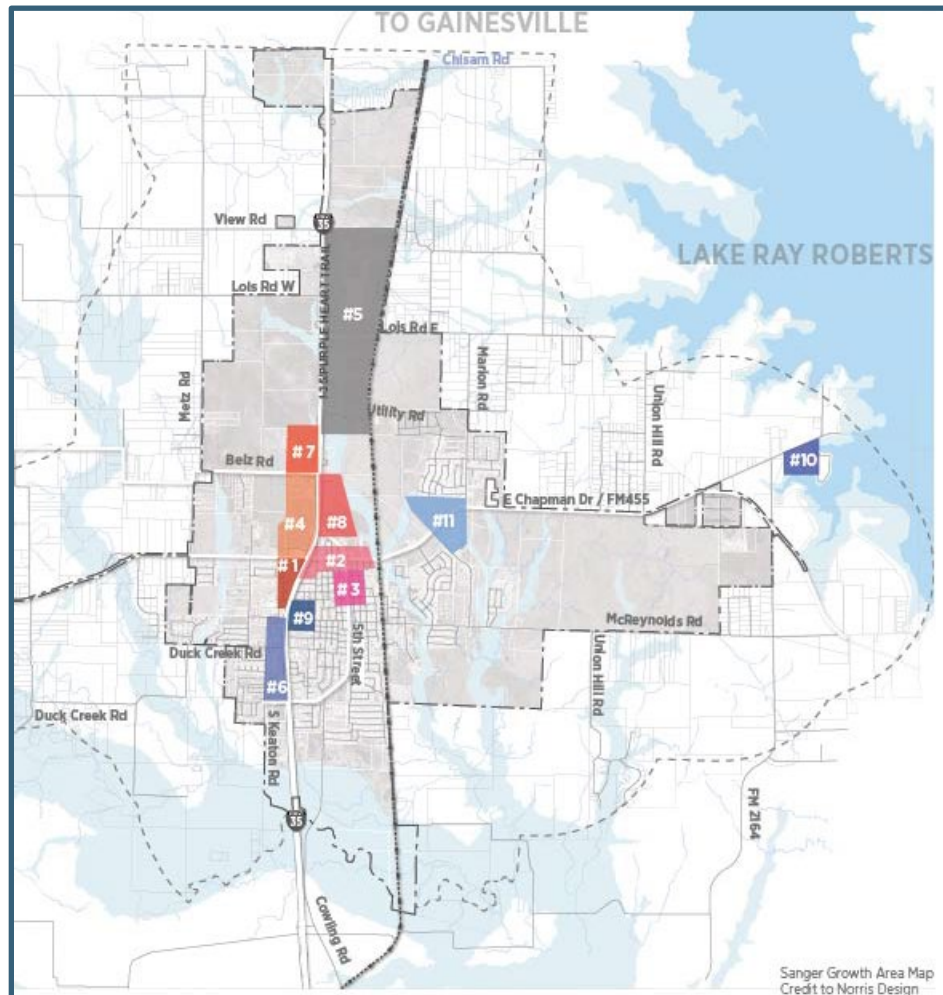 TO GAINESVILLE
Chisam Rd
View Rd
35
LAKE RAY ROBERTS
Lois Rd W
I-35/PURPLE HEART TRAIL
#5
Lois Rd E
Metz Rd
Marion Rd
Utility Rd
Union Hill Rd
#7
Belz Rd
#10
E Chapman Dr / FM455
#4
#8
#11
#1
#2
#3
#9
McReynolds Rd
5th Street
Duck Creek Rd
#6
Union Hill Rd
Duck Creek Rd
S Keaton Rd
FM 2164
35
Cowling Rd
Sanger Growth Area Map
Credit to Norris Design